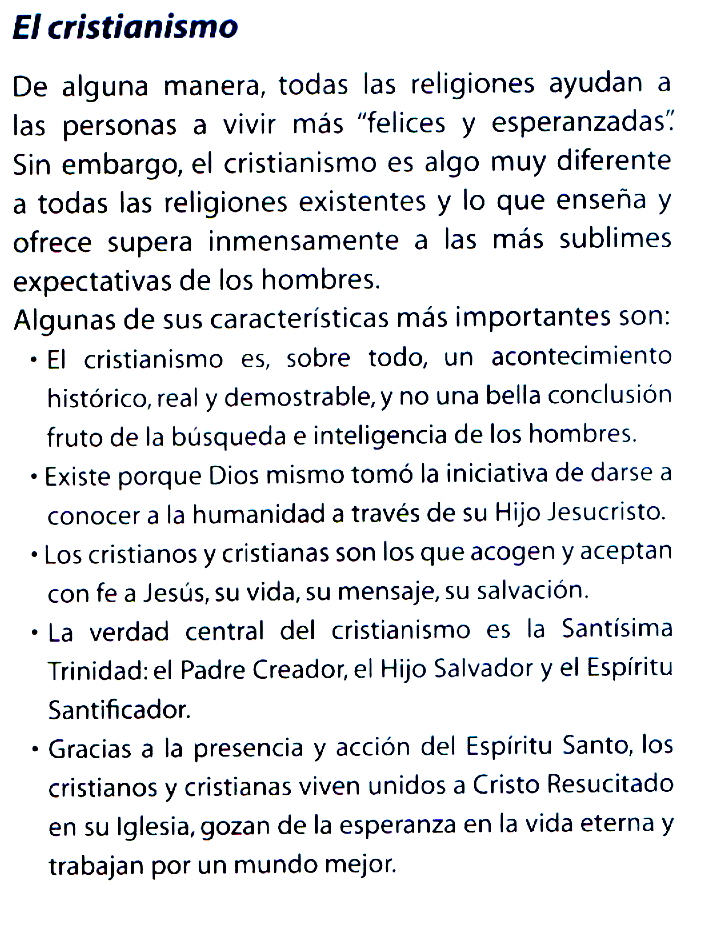 El cristianismo
De alguna manera, todas las religiones ayudan a
las personas a vivir más "felices y esperanzadas".
Sin embargo, el cristianismo es algo muy diferente
a todas las religiones existentes y lo que enseña y
ofrece supera inmensamente a las más sublimes
expectativas de los hombres.
Algunas de sus características más importantes son:
• El cristianismo es, sobre todo, un acontecimiento
histórico, real y demostrable, y no una bella conclusión
fruto de la búsqueda e inteligencia de los hombres.
• Existe porque Dios mismo tomó la iniciativa de darse a
conocer a la humanidad a través de su Hijo Jesucristo.
• Los cristianos y cristianas son los que acogen y aceptan
con fe a Jesús, su vida, su mensaje, su salvación.
• La verdad central del cristianismo es la Santísima
Trinidad: el Padre Creador, el Hijo Salvador y el Espíritu
Santificador.
• Gracias a la presencia y acción del Espíritu Santo, los
cristianos y cristianas viven unidos a Cristo Resucitado
en su Iglesia, gozan de la esperanza en la vida eterna y
trabajan por un mundo mejor.